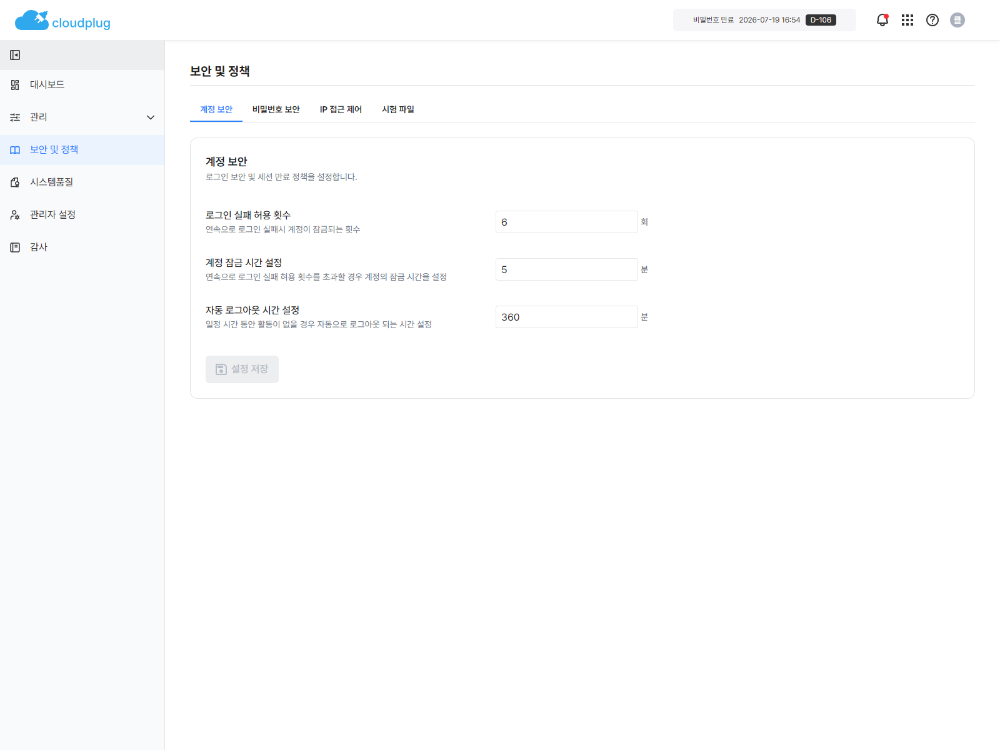 cloudplug
비밀번호 만료 2026-07-19 16:54 D-106
클
대시보드
관리
보안 및 정책
시스템품질
관리자 설정
감사
보안 및 정책
계정 보안 비밀번호 보안 IP 접근 제어 시험 파일
계정 보안
로그인 보안 및 세션 만료 정책을 설정합니다.
로그인 실패 허용 횟수
연속으로 로그인 실패시 계정이 잠금되는 횟수
6 회
계정 잠금 시간 설정
연속으로 로그인 실패 허용 횟수를 초과할 경우 계정의 잠금 시간을 설정
5 분
자동 로그아웃 시간 설정
일정 시간 동안 활동이 없을 경우 자동으로 로그아웃 되는 시간 설정
360 분
설정 저장